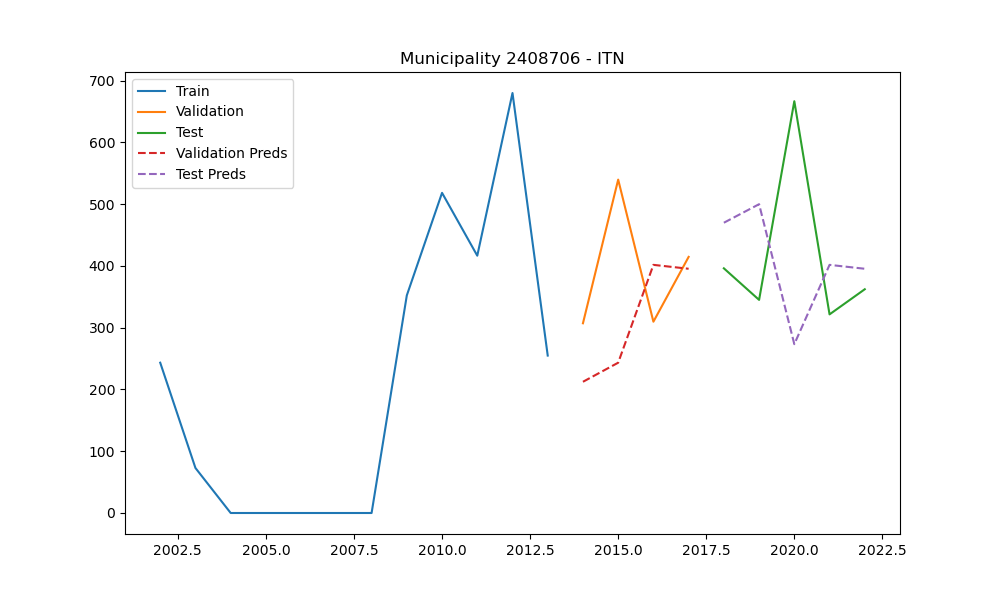 Municipality 2408706 - ITN
Train
Validation
Test
Validation Preds
Test Preds
700
600
500
400
300
200
100
0
2002.5 2005.0 2007.5 2010.0 2012.5 2015.0 2017.5 2020.0 2022.5